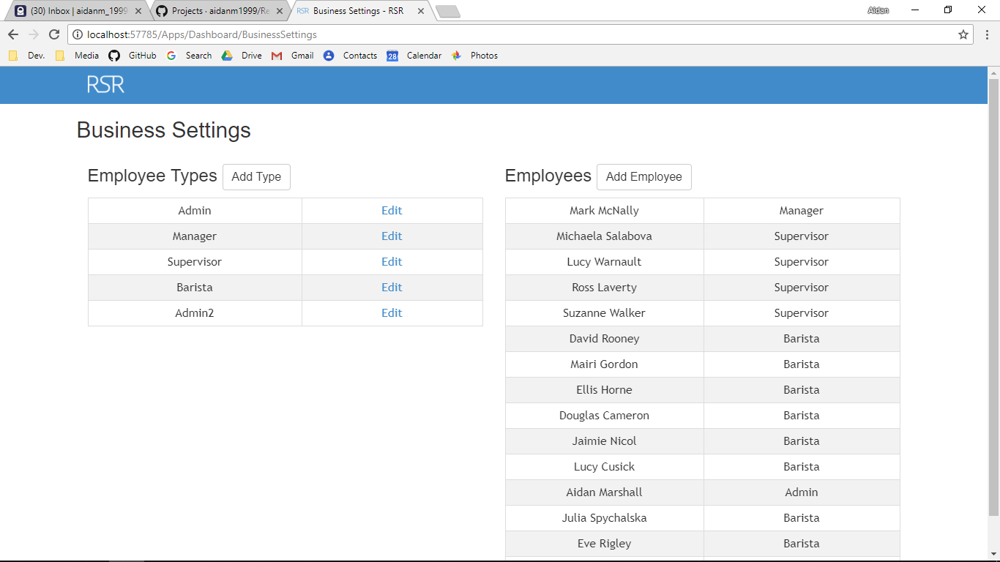 (30) Inbox | aidanm_1999 Projects · aidanm1999/Re Business Settings - RSR Aidan
localhost:57785/Apps/Dashboard/BusinessSettings
Dev. Media GitHub Search Drive Gmail Contacts 28 Calendar Photos
RSR
Business Settings
Employee Types Add Type
Admin Edit
Manager Edit
Supervisor Edit
Barista Edit
Admin2 Edit
Employees Add Employee
Mark McNally Manager
Michaela Salabova Supervisor
Lucy Warnault Supervisor
Ross Laverty Supervisor
Suzanne Walker Supervisor
David Rooney Barista
Mairi Gordon Barista
Ellis Horne Barista
Douglas Cameron Barista
Jaimie Nicol Barista
Lucy Cusick Barista
Aidan Marshall Admin
Julia Spychalska Barista
Eve Rigley Barista